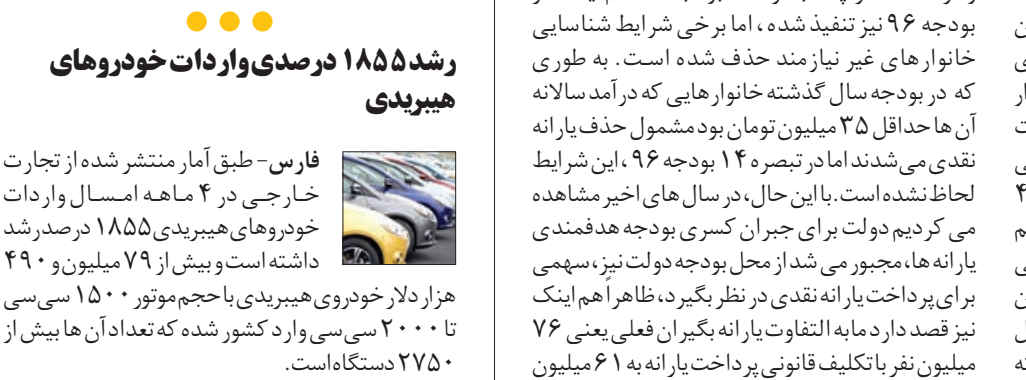 بودجه ۹۶ نیز تنفیذ شده، اما برخی شرایط شناسایی
خانوارهای غیر نیازمند حذف شده است. به طوری
که در بودجه سال گذشته خانوارهایی که درآمد سالانه
آن ها حداقل ۳۵ میلیون تومان بود مشمول حذف یارانه
نقدی می‌شدند اما در تبصره ۱۴ بودجه ۹۶، این شرایط
لحاظ نشده است. با این حال، در سال های اخیر مشاهده
می کردیم دولت برای جبران کسری بودجه هدفمندی
یارانه ها، مجبور می شد از محل بودجه دولت نیز، سهمی
برای پرداخت یارانه نقدی در نظر بگیرد، ظاهراً هم اینک
نیز قصد دارد مابه التفاوت یارانه بگیران فعلی یعنی ۷۶
میلیون نفر با تکلیف قانونی پرداخت یارانه به ۶۱ میلیون
رشد ۱۸۵۵ درصدی واردات خودروهای
هیبریدی
فارس- طبق آمار منتشر شده از تجارت
خارجی در ۴ ماهه امسال واردات
خودروهای هیبریدی ۱۸۵۵ درصد رشد
داشته است و بیش از ۷۹ میلیون و ۴۹۰
هزار دلار خودروی هیبریدی با حجم موتور ۱۵۰۰ سی‌سی
تا ۲۰۰۰ سی‌سی وارد کشور شده که تعداد آن ها بیش از
۲۷۵۰ دستگاه است.